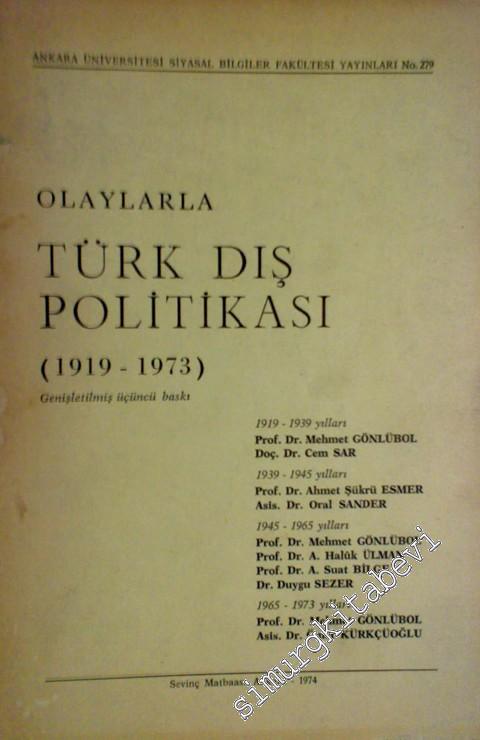 ANKARA ÜNİVERSİTESİ SİYASAL BİLGİLER FAKÜLTESİ YAYINLARI No. 279
OLAYLARLA
TÜRK DIŞ
POLİTİKASI
(1919 - 1973)
Genişletilmiş üçüncü baskı
1919 - 1939 yılları
Prof. Dr. Mehmet GÖNLÜBOL
Doç. Dr. Cem SAR
1939 - 1945 yılları
Prof. Dr. Ahmet Şükrü ESMER
Asis. Dr. Oral SANDER
1945 - 1965 yılları
Prof. Dr. Mehmet GÖNLÜBOL
Prof. Dr. A. Halûk ÜLMAN
Prof. Dr. A. Suat BİLGE
Dr. Duygu SEZER
1965 - 1973 yılları
Prof. Dr. Mehmet GÖNLÜBOL
Asis. Dr. KÜRKÇÜOĞLU
Sevinç Matbaası, 1974
simurgkitabevi